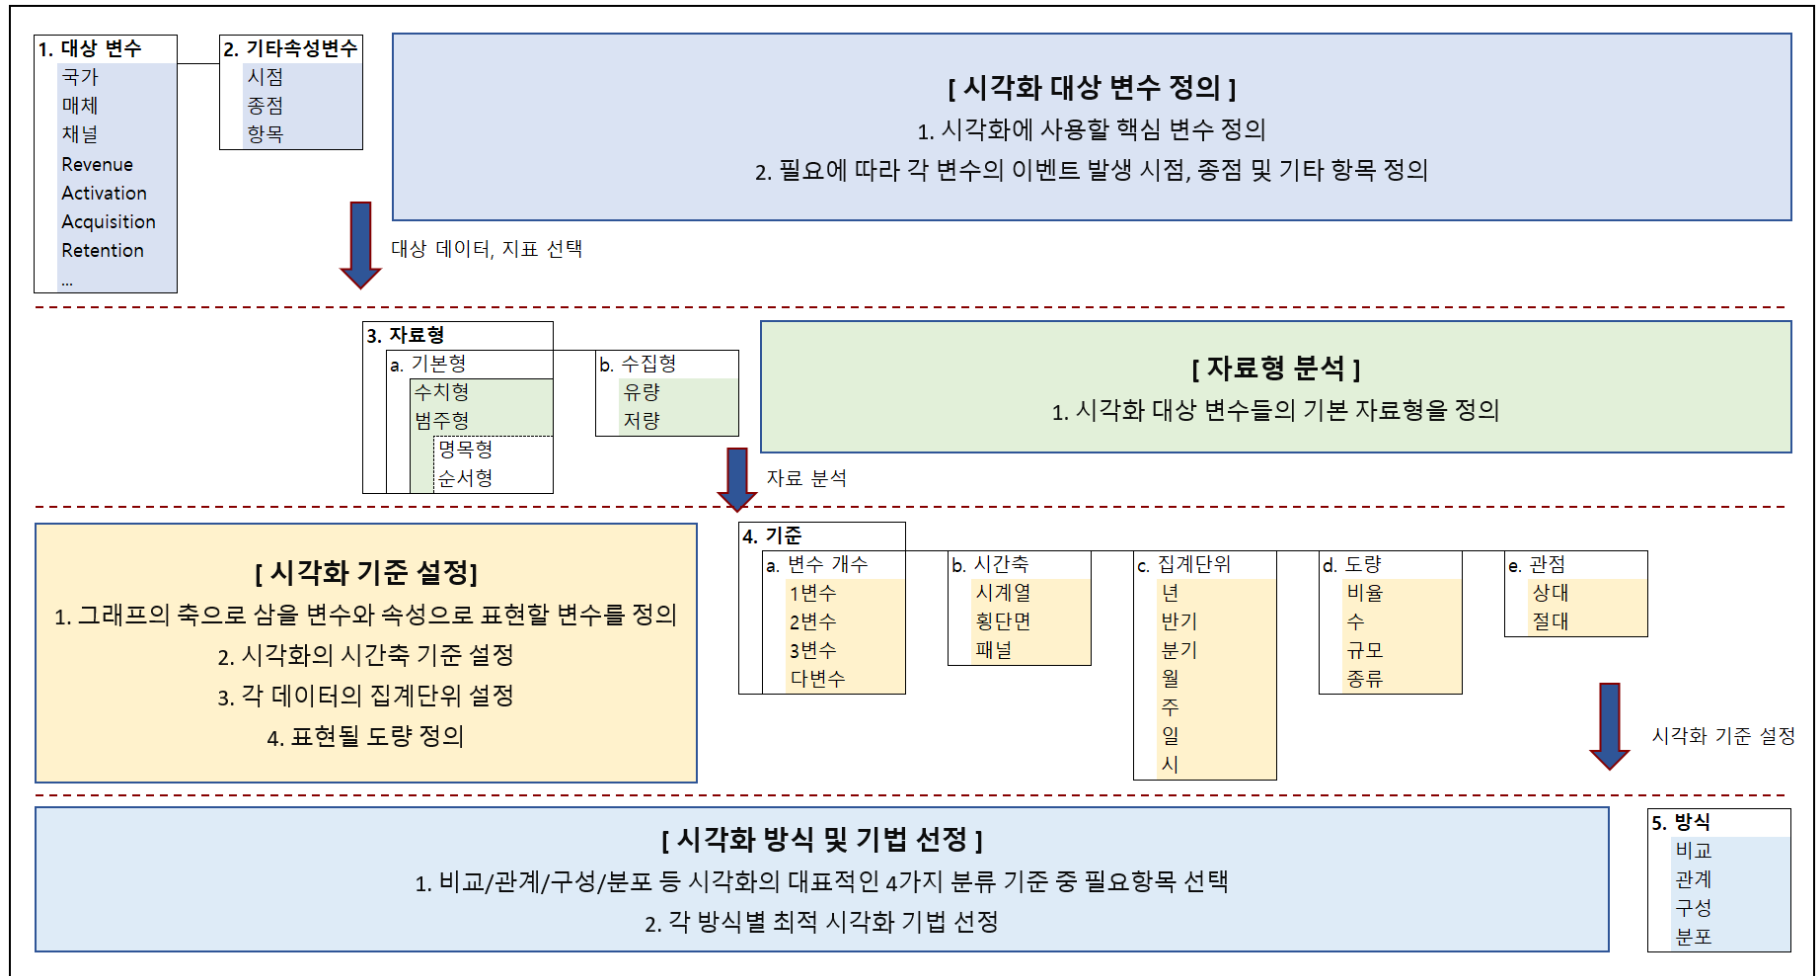 1. 대상 변수
국가
매체
채널
Revenue
Activation
Acquisition
Retention
...
2. 기타속성변수
시점
종점
항목
[ 시각화 대상 변수 정의 ]
1. 시각화에 사용할 핵심 변수 정의
2. 필요에 따라 각 변수의 이벤트 발생 시점, 종점 및 기타 항목 정의
대상 데이터, 지표 선택
3. 자료형
a. 기본형
수치형
범주형
명목형
순서형
b. 수집형
유량
저량
[ 자료형 분석 ]
1. 시각화 대상 변수들의 기본 자료형을 정의
자료 분석
[ 시각화 기준 설정]
1. 그래프의 축으로 삼을 변수와 속성으로 표현할 변수를 정의
2. 시각화의 시간축 기준 설정
3. 각 데이터의 집계단위 설정
4. 표현될 도량 정의
4. 기준
a. 변수 개수
1변수
2변수
3변수
다변수
b. 시간축
시계열
횡단면
패널
c. 집계단위
년
반기
분기
월
주
일
시
d. 도량
비율
수
규모
종류
e. 관점
상대
절대
시각화 기준 설정
[ 시각화 방식 및 기법 선정 ]
1. 비교/관계/구성/분포 등 시각화의 대표적인 4가지 분류 기준 중 필요항목 선택
2. 각 방식별 최적 시각화 기법 선정
5. 방식
비교
관계
구성
분포